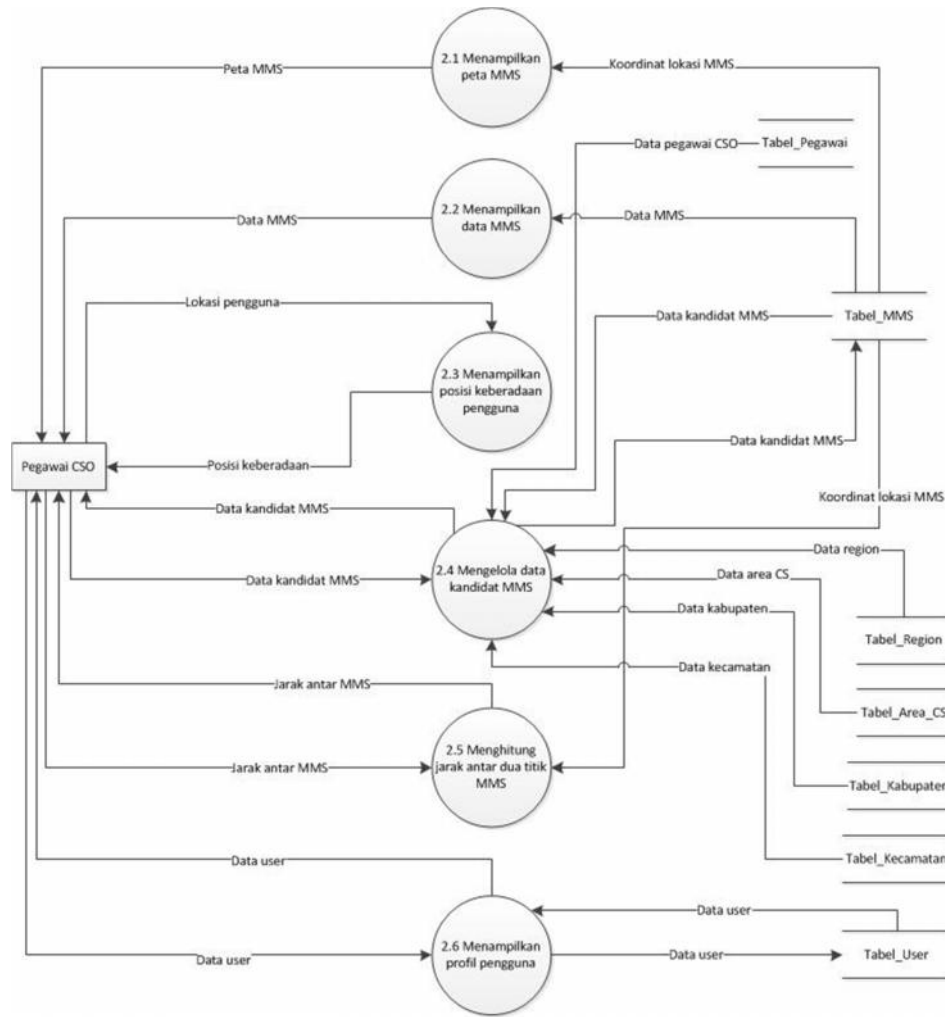 2.1 Menampilkan
peta MMS
Peta MMS
Koordinat lokasi MMS
Data pegawai CSO
Tabel_Pegawai
2.2 Menampilkan
data MMS
Data MMS
Data MMS
Lokasi pengguna
Data kandidat MMS
Tabel_MMS
2.3 Menampilkan
posisi keberadaan
pengguna
Data kandidat MMS
Pegawai CSO
Posisi keberadaan
Koordinat lokasi MMS
Data kandidat MMS
Data region
2.4 Mengelola data
kandidat MMS
Data kandidat MMS
Data area CS
Data kabupaten
Tabel_Region
Data kecamatan
Jarak antar MMS
Tabel_Area_CS
2.5 Menghitung
jarak antar dua titik
MMS
Jarak antar MMS
Tabel_Kabupaten
Tabel_Kecamatan
Data user
Data user
2.6 Menampilkan
profil pengguna
Data user
Data user
Tabel_User